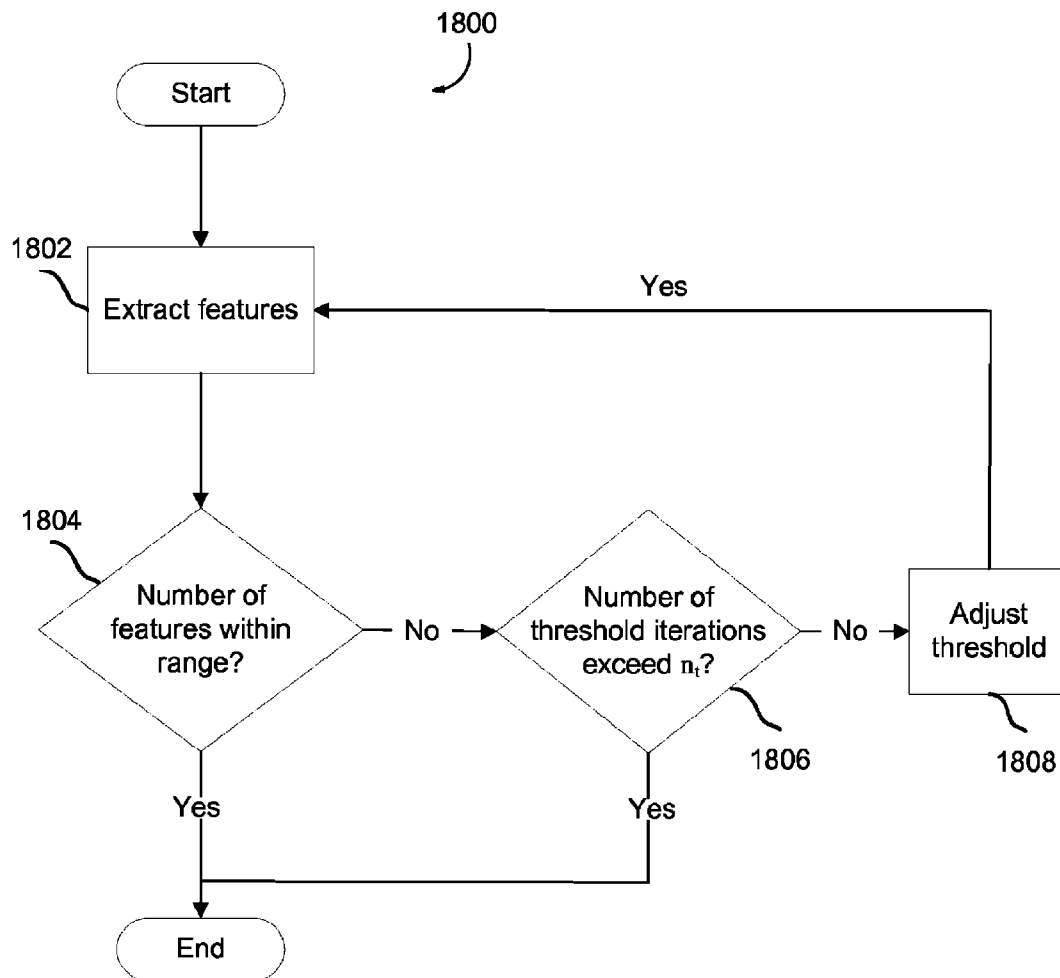 1800
Start
1802
Extract features
Yes
1804
Number of
features within
range?
No
Number of
threshold iterations
exceed nₜ?
No
Adjust
threshold
1806
1808
Yes
Yes
End